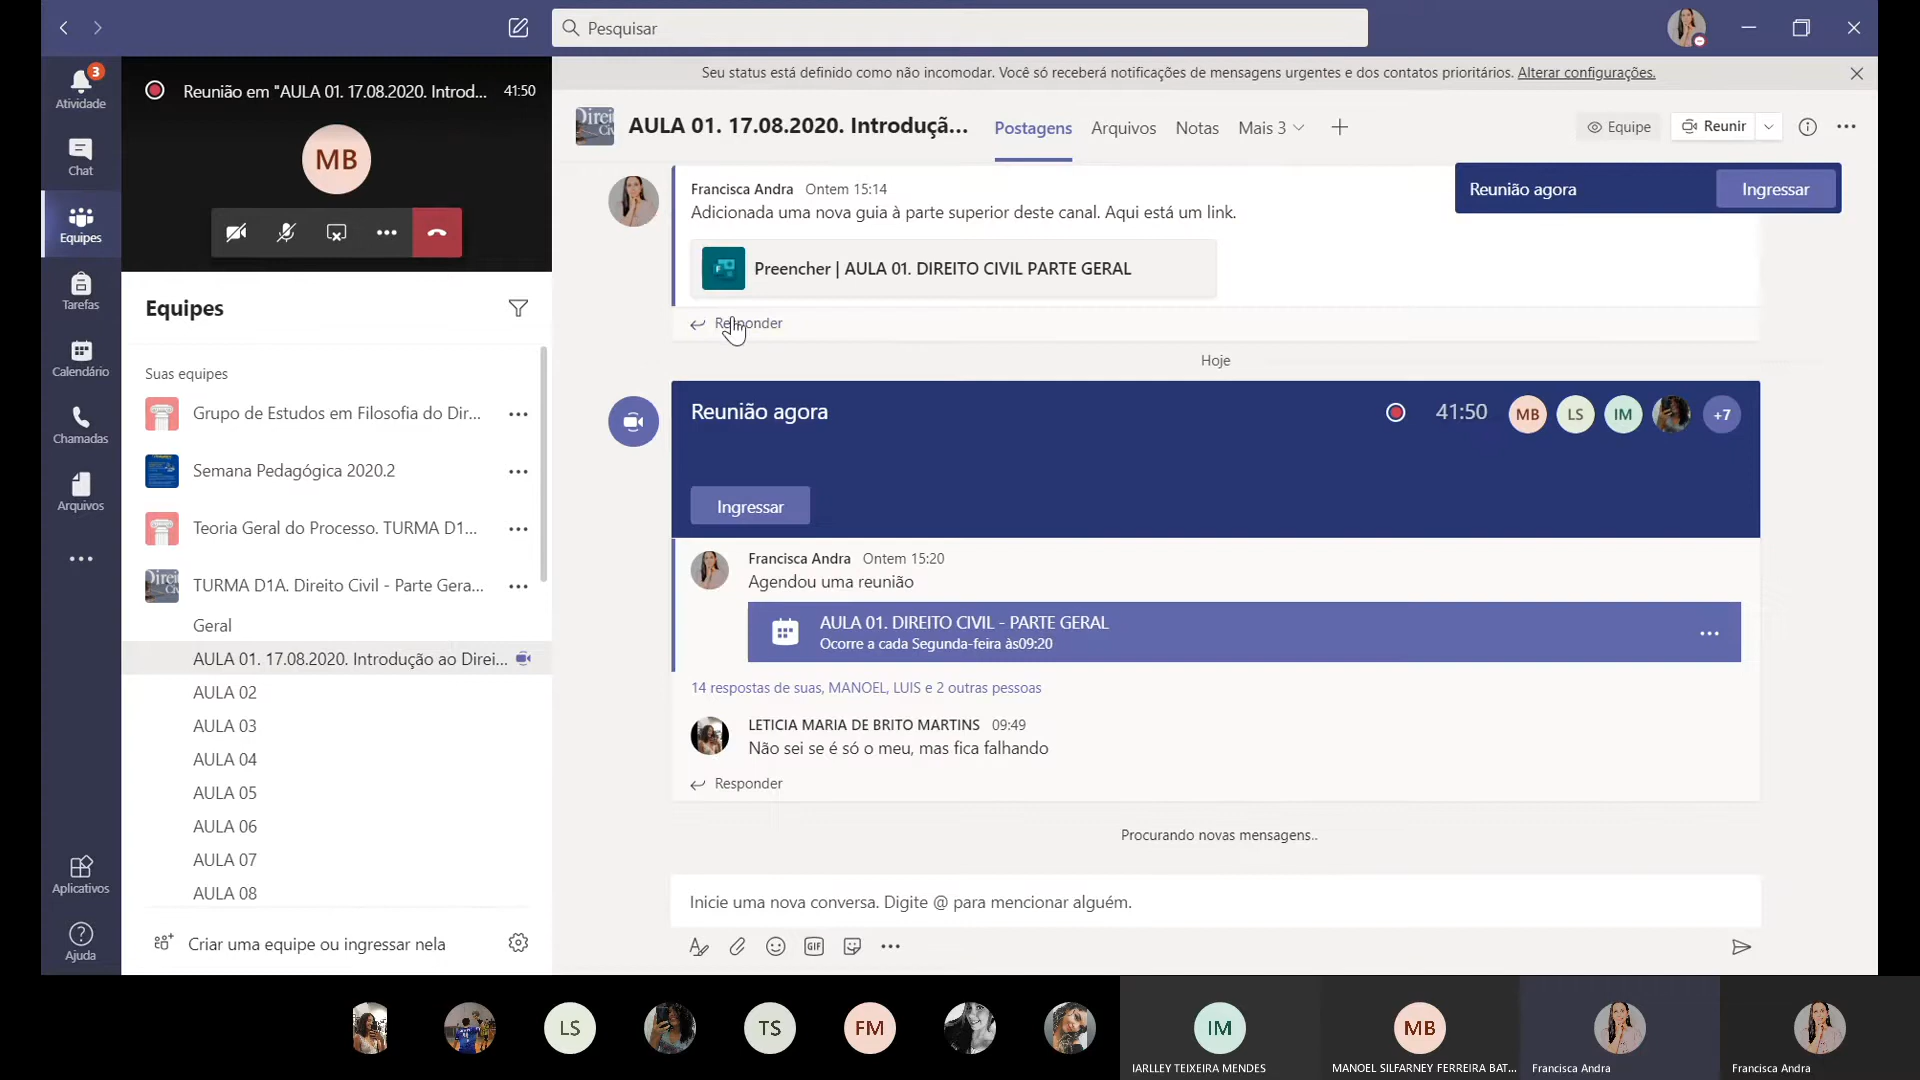 Pesquisar
Seu status está definido como não incomodar. Você só receberá notificações de mensagens urgentes e dos contatos prioritários. Alterar configurações.
3
Atividade
Chat
Equipes
Tarefas
Calendário
Chamadas
Arquivos
Aplicativos
Ajuda
Reunião em "AULA 01. 17.08.2020. Introd... 41:50
MB
Equipes
Suas equipes
Grupo de Estudos em Filosofia do Dir...
Semana Pedagógica 2020.2
Teoria Geral do Processo. TURMA D1...
TURMA D1A. Direito Civil - Parte Gera...
Geral
AULA 01. 17.08.2020. Introdução ao Direi...
AULA 02
AULA 03
AULA 04
AULA 05
AULA 06
AULA 07
AULA 08
Criar uma equipe ou ingressar nela
AULA 01. 17.08.2020. Introduçã... Postagens Arquivos Notas Mais 3 Equipe Reunir
Reunião agora Ingressar
Francisca Andra Ontem 15:14
Adicionada uma nova guia à parte superior deste canal. Aqui está um link.
Preencher | AULA 01. DIREITO CIVIL PARTE GERAL
Responder
Hoje
Reunião agora 41:50 MB LS IM +7
Ingressar
Francisca Andra Ontem 15:20
Agendou uma reunião
AULA 01. DIREITO CIVIL - PARTE GERAL
Ocorre a cada Segunda-feira às09:20
14 respostas de suas, MANOEL, LUIS e 2 outras pessoas
LETICIA MARIA DE BRITO MARTINS 09:49
Não sei se é só o meu, mas fica falhando
Responder
Procurando novas mensagens..
Inicie uma nova conversa. Digite @ para mencionar alguém.
GIF
LS TS FM IM MB
IARLLEY TEIXEIRA MENDES MANOEL SILFARNEY FERREIRA BAT... Francisca Andra Francisca Andra